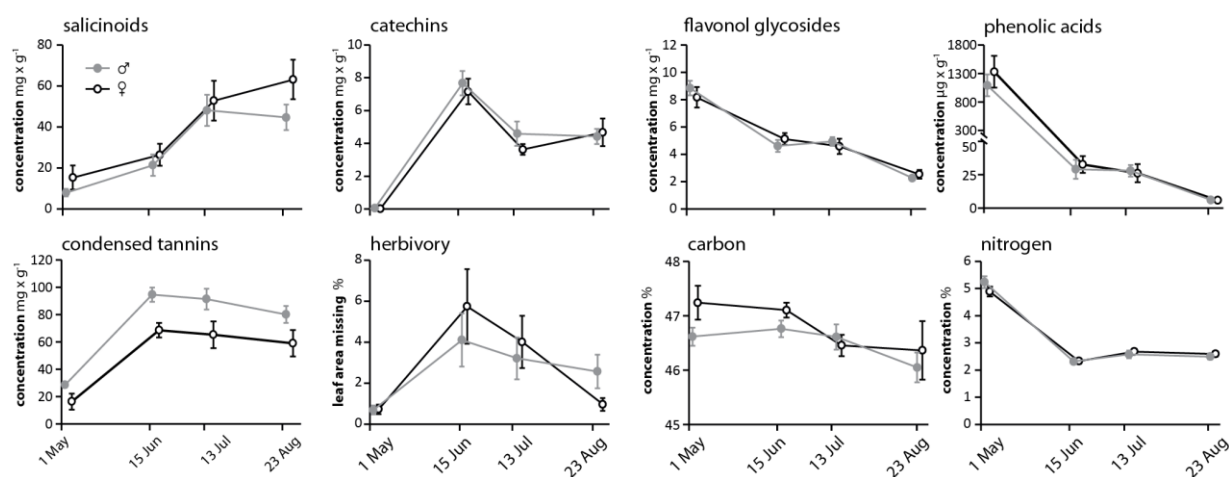 salicinoids
concentration mg x g-1
80
60
40
20
0
♂
♀
catechins
concentration mg x g-1
10
8
6
4
2
0
flavonol glycosides
concentration mg x g-1
12
10
8
6
4
2
0
phenolic acids
concentration µg x g-1
1800
1300
800
300
50
25
0
condensed tannins
concentration mg x g-1
120
100
80
60
40
20
0
1 May
15 Jun
13 Jul
23 Aug
herbivory
leaf area missing %
8
6
4
2
0
1 May
15 Jun
13 Jul
23 Aug
carbon
concentration %
48
47
46
45
1 May
15 Jun
13 Jul
23 Aug
nitrogen
concentration %
6
5
4
3
2
1
0
1 May
15 Jun
13 Jul
23 Aug